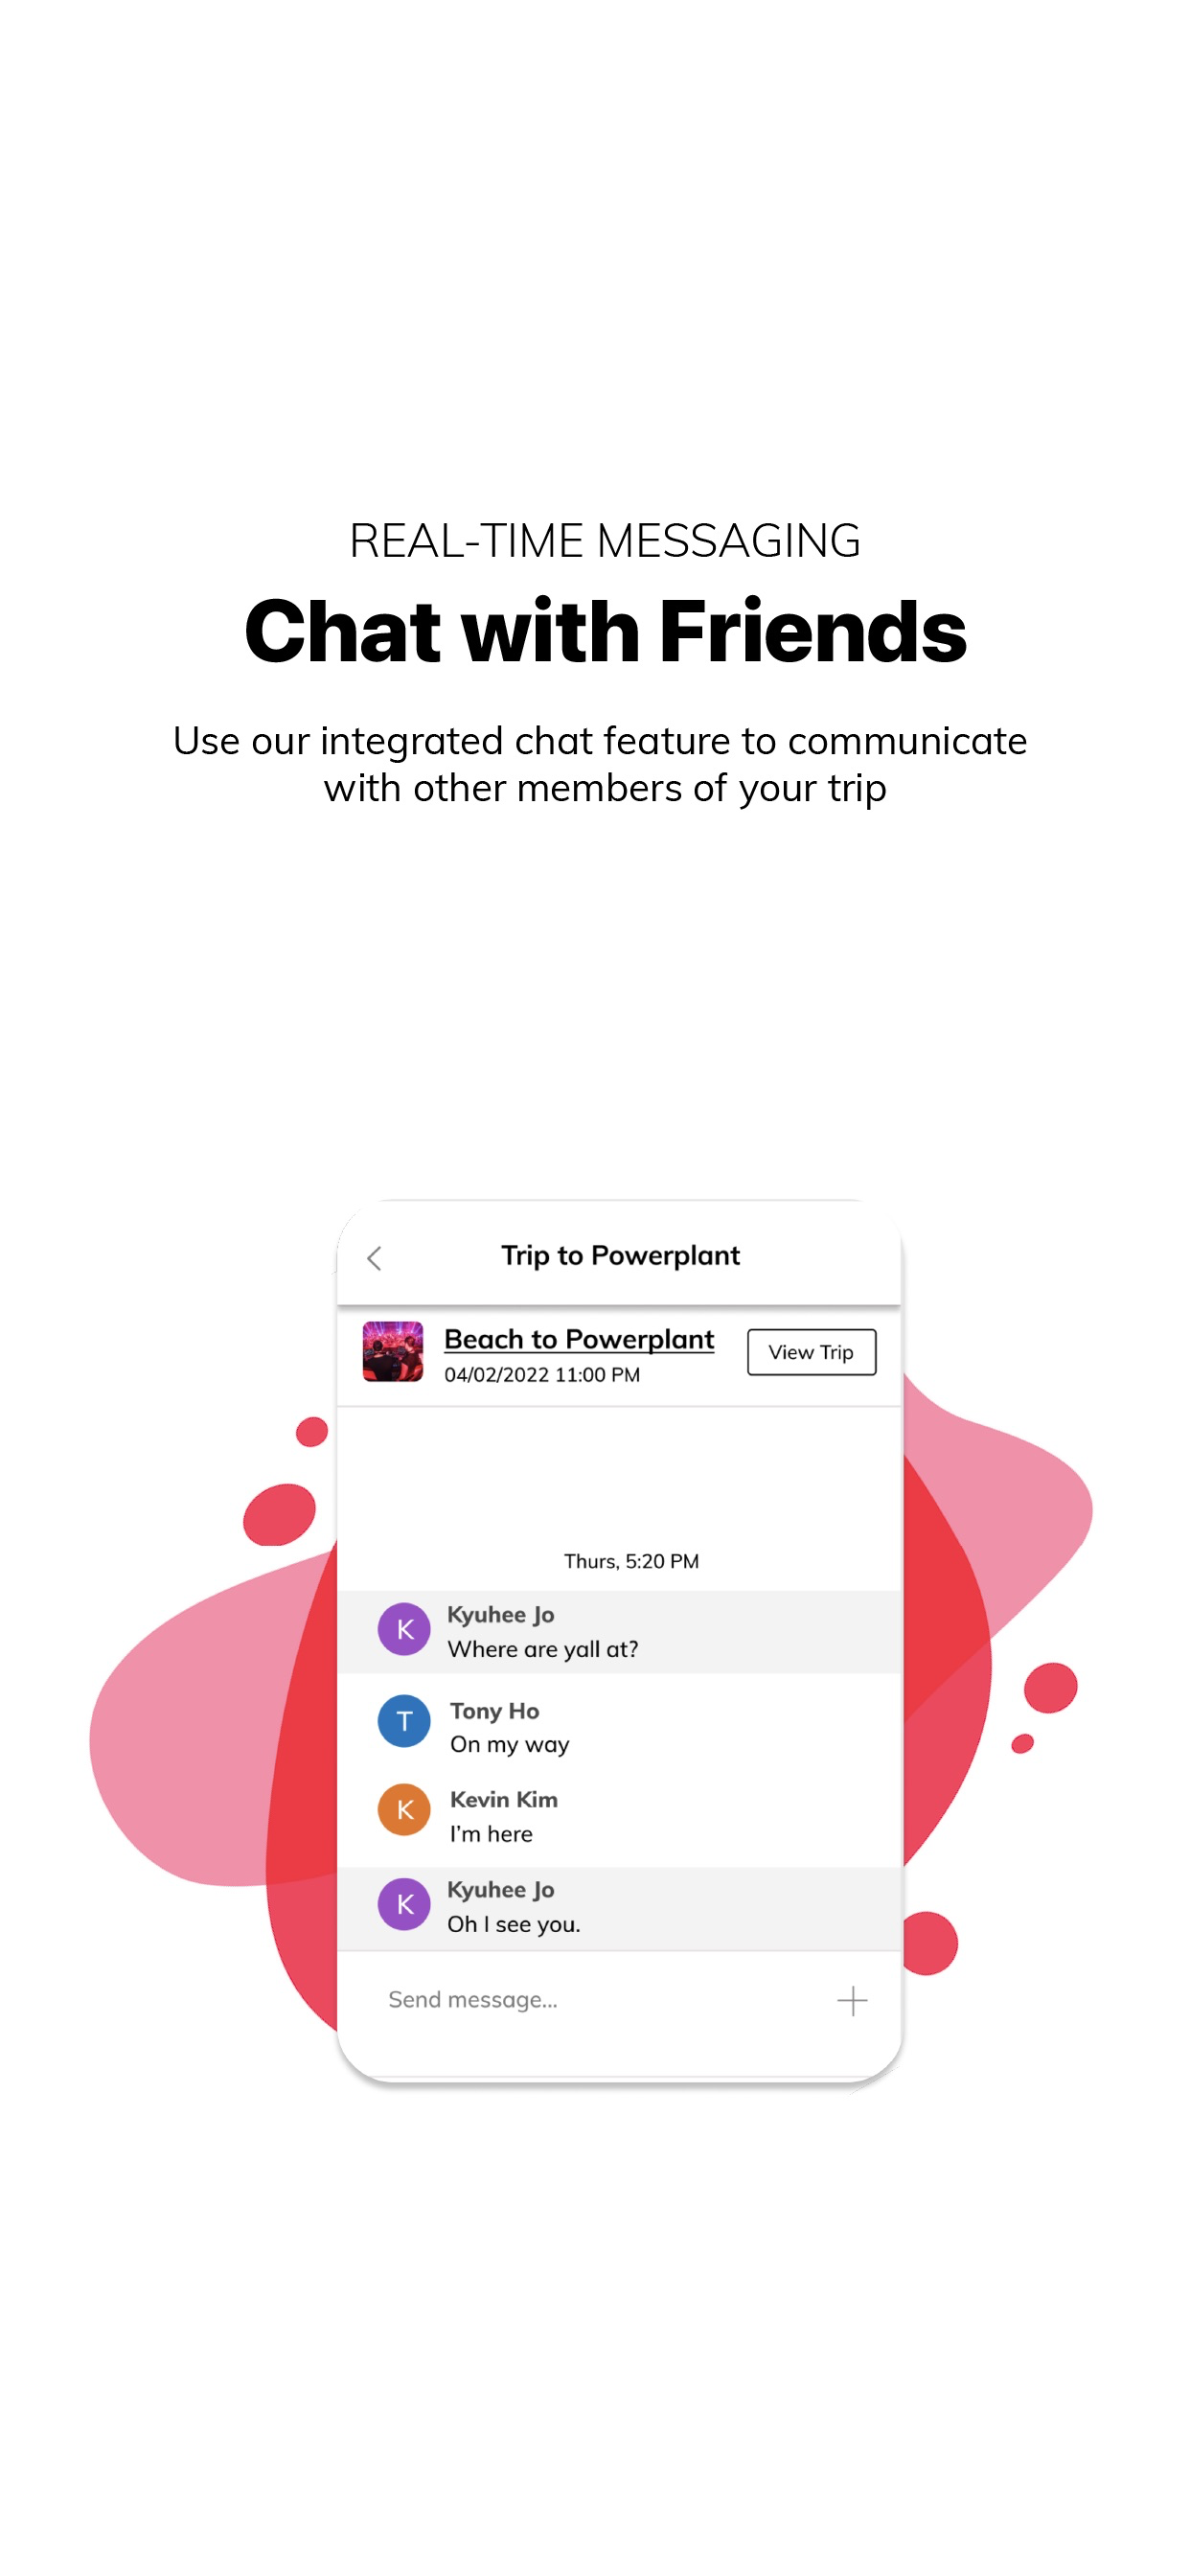 REAL-TIME MESSAGING
Chat with Friends
Use our integrated chat feature to communicate
with other members of your trip
Trip to Powerplant
Beach to Powerplant
04/02/2022 11:00 PM
View Trip
Thurs, 5:20 PM
K
Kyuhee Jo
Where are yall at?
T
Tony Ho
On my way
K
Kevin Kim
I'm here
K
Kyuhee Jo
Oh I see you.
Send message...